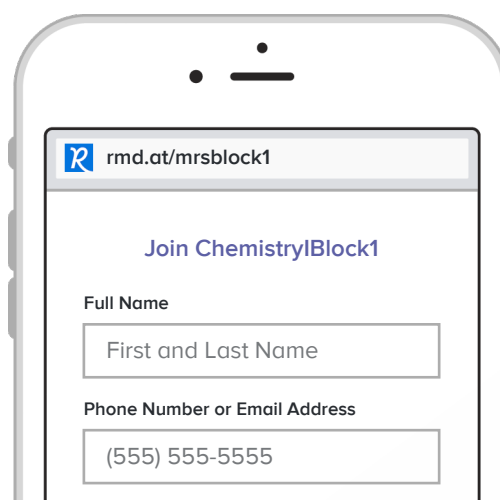 R rmd.at/mrsblock1
Join ChemistryIBlock1
Full Name
First and Last Name
Phone Number or Email Address
(555) 555-5555